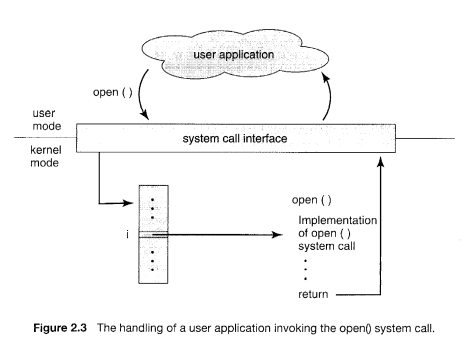 user application
open ( )
user
mode
system call interface
kernel
mode
i
open ( )
Implementation
of open ( )
system call
return
Figure 2.3 The handling of a user application invoking the open() system call.